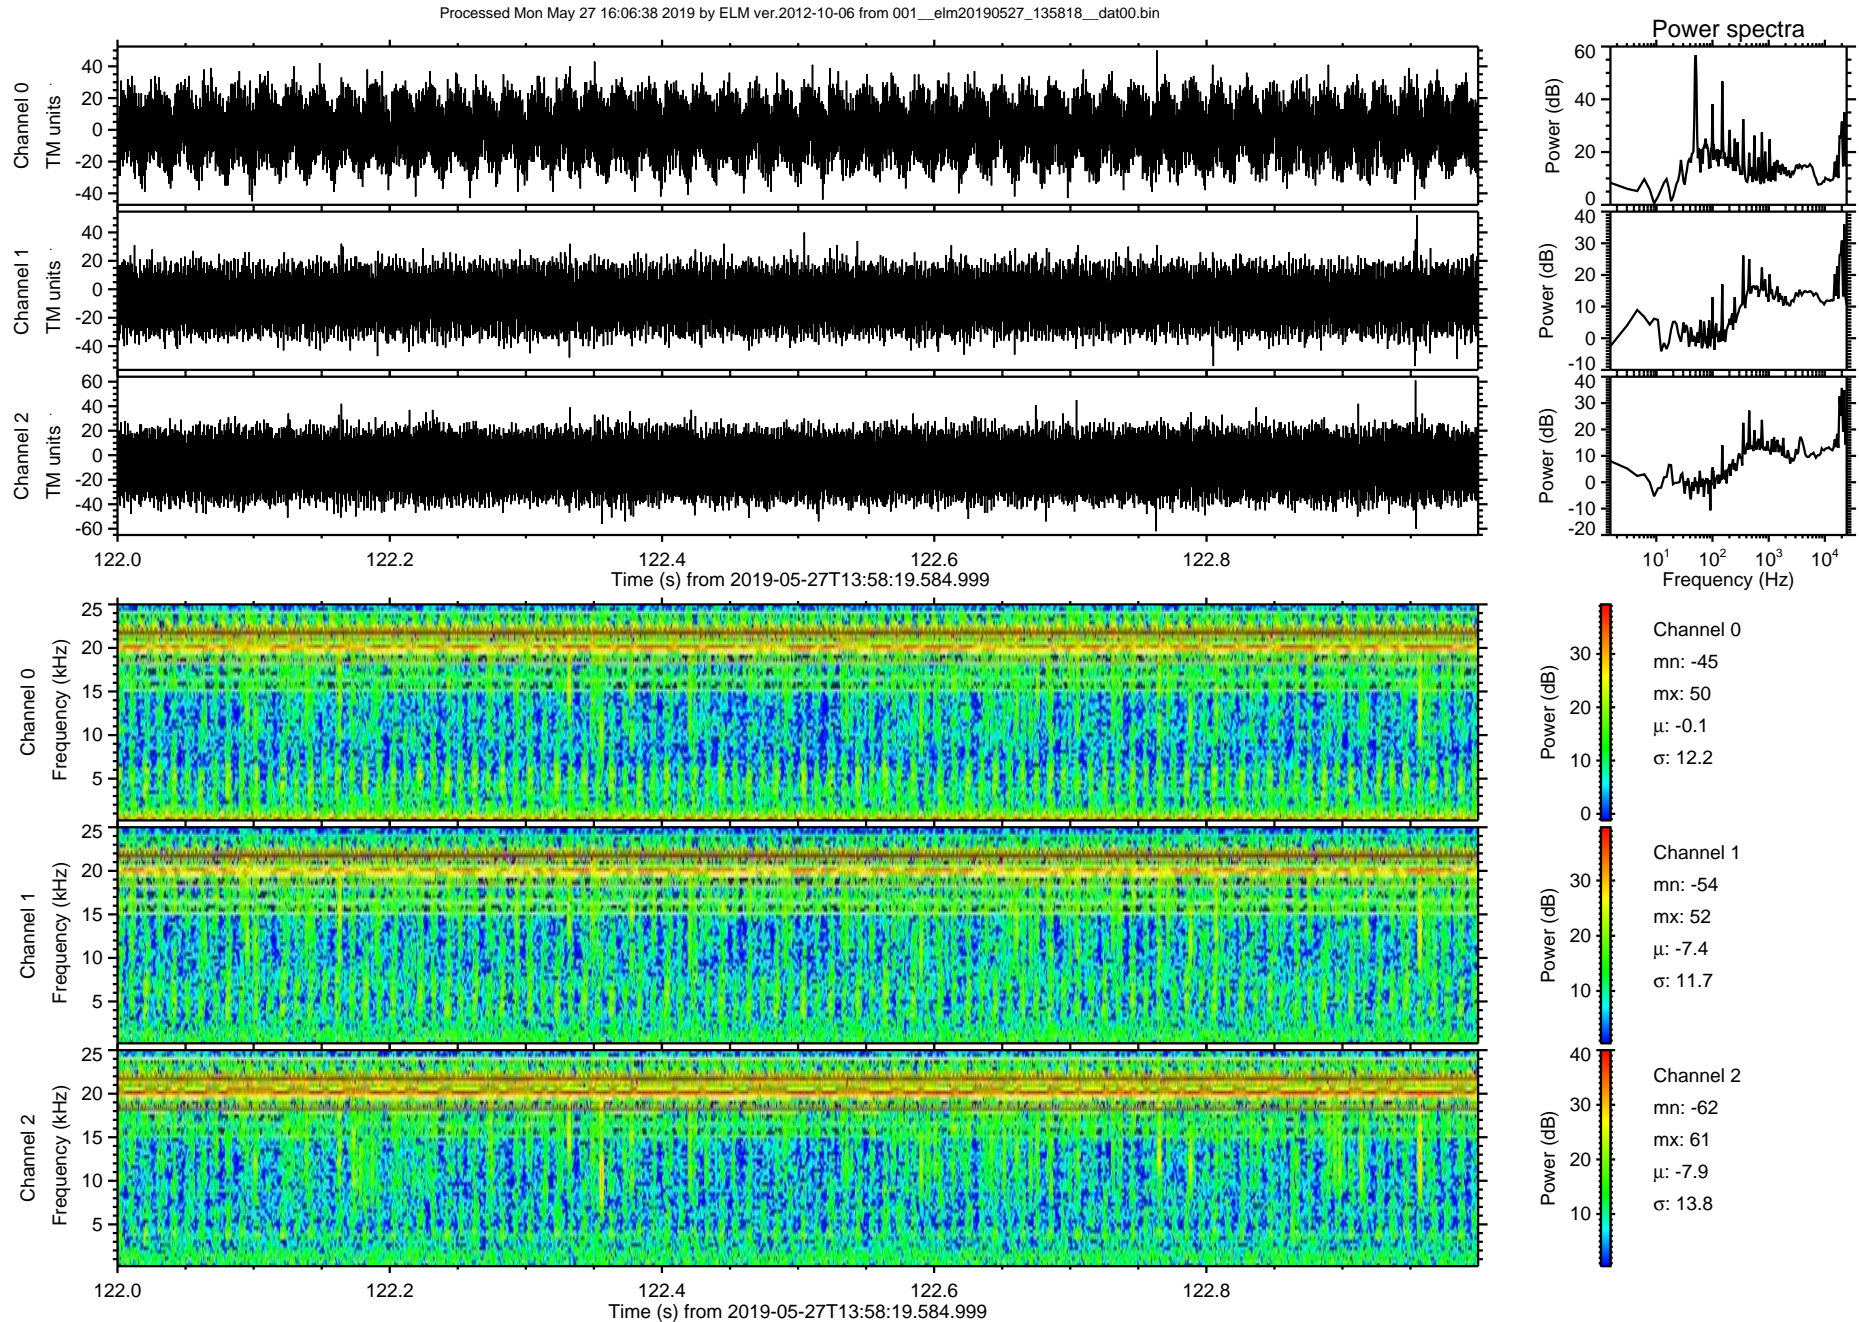 Processed Mon May 27 16:06:38 2019 by ELM ver.2012-10-06 from 001__elm20190527_135818__dat00.bin
Power spectra
Channel 0
TM units
40
20
0
-20
-40
Power (dB)
60
40
20
0
Channel 1
TM units
40
20
0
-20
-40
Power (dB)
40
30
20
10
0
-10
Channel 2
TM units
60
40
20
0
-20
-40
-60
Power (dB)
40
30
20
10
0
-10
-20
122.0 122.2 122.4 122.6 122.8
Time (s) from 2019-05-27T13:58:19.584.999
10¹ 10² 10³ 10⁴
Frequency (Hz)
Channel 0
Frequency (kHz)
25
20
15
10
5
Power (dB)
30
20
10
0
Channel 0
mn: -45
mx: 50
μ: -0.1
σ: 12.2
Channel 1
Frequency (kHz)
25
20
15
10
5
Power (dB)
30
20
10
Channel 1
mn: -54
mx: 52
μ: -7.4
σ: 11.7
Channel 2
Frequency (kHz)
25
20
15
10
5
Power (dB)
40
30
20
10
Channel 2
mn: -62
mx: 61
μ: -7.9
σ: 13.8
122.0 122.2 122.4 122.6 122.8
Time (s) from 2019-05-27T13:58:19.584.999